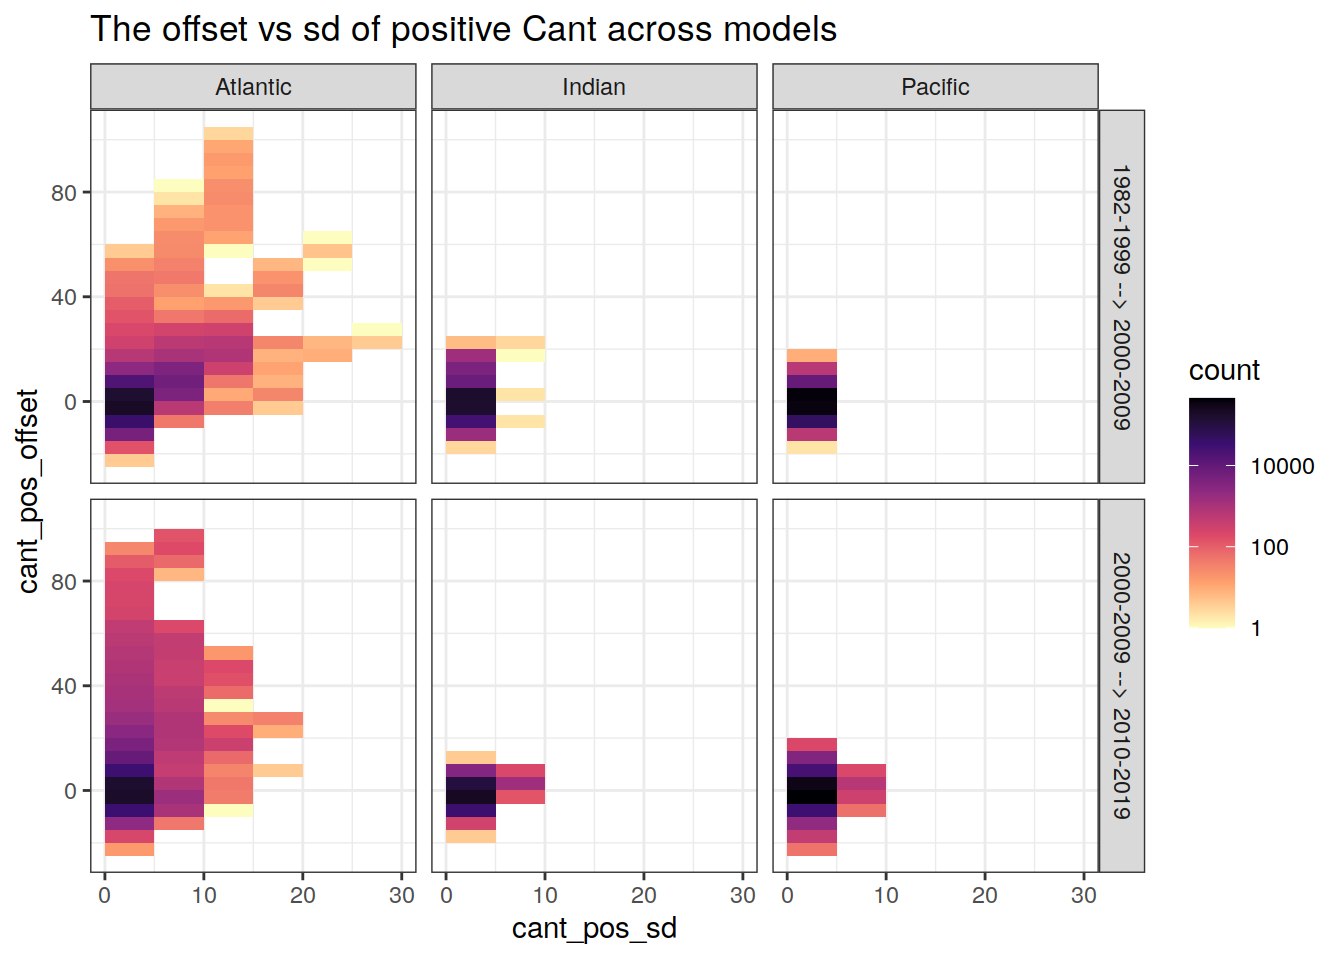 The offset vs sd of positive Cant across models
Atlantic
Indian
Pacific
80
40
0
1982-1999 --> 2000-2009
80
40
0
2000-2009 --> 2010-2019
0 10 20 30
0 10 20 30
0 10 20 30
cant_pos_sd
cant_pos_offset
count
10000
100
1